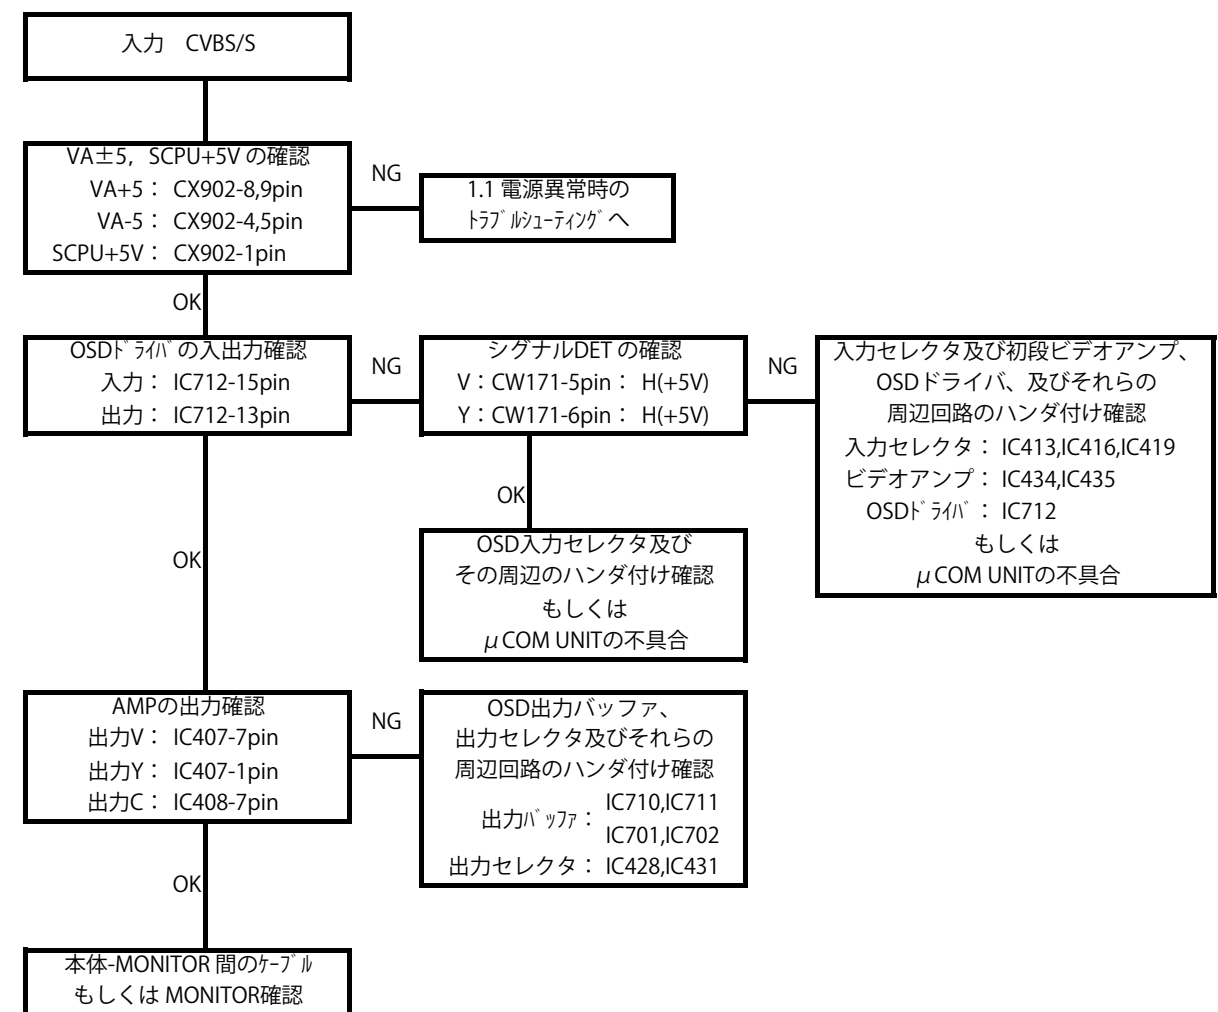 入力　CVBS/S
VA±5，SCPU+5V の確認
VA+5： CX902-8,9pin
VA-5： CX902-4,5pin
SCPU+5V： CX902-1pin
NG
1.1 電源異常時の
ﾄﾗﾌﾞﾙｼｭｰﾃｨﾝｸﾞへ
OK
OSDﾄﾞﾗｲﾊﾞの入出力確認
入力： IC712-15pin
出力： IC712-13pin
NG
シグナルDET の確認
V：CW171-5pin： H(+5V)
Y：CW171-6pin： H(+5V)
NG
入力セレクタ及び初段ビデオアンプ、
OSDドライバ、及びそれらの
周辺回路のハンダ付け確認
入力セレクタ： IC413,IC416,IC419
ビデオアンプ： IC434,IC435
OSDﾄﾞﾗｲﾊﾞ： IC712
もしくは
μCOM UNITの不具合
OK
OSD入力セレクタ及び
その周辺のハンダ付け確認
もしくは
μCOM UNITの不具合
OK
AMPの出力確認
出力V： IC407-7pin
出力Y： IC407-1pin
出力C： IC408-7pin
NG
OSD出力バッファ、
出力セレクタ及びそれらの
周辺回路のハンダ付け確認
出力ﾊﾞｯﾌｧ： IC710,IC711
IC701,IC702
出力セレクタ： IC428,IC431
OK
本体-MONITOR 間のｹｰﾌﾞﾙ
もしくは MONITOR確認